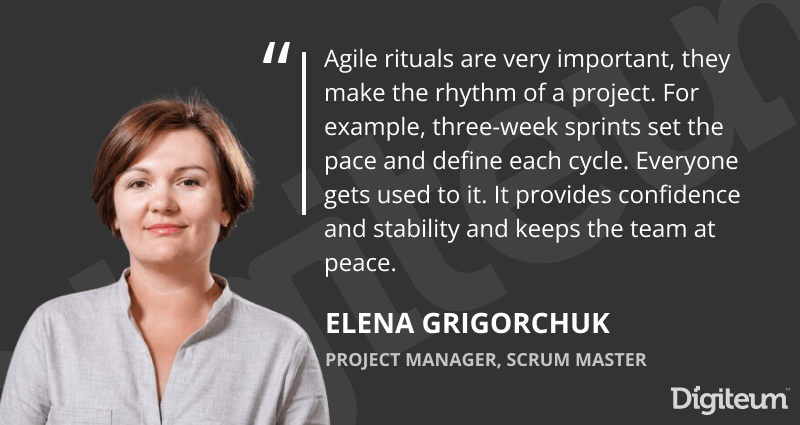 “
Agile rituals are very important, they
make the rhythm of a project. For
example, three-week sprints set the
pace and define each cycle. Everyone
gets used to it. It provides confidence
and stability and keeps the team at
peace.
ELENA GRIGORCHUK
PROJECT MANAGER, SCRUM MASTER
Digiteum™